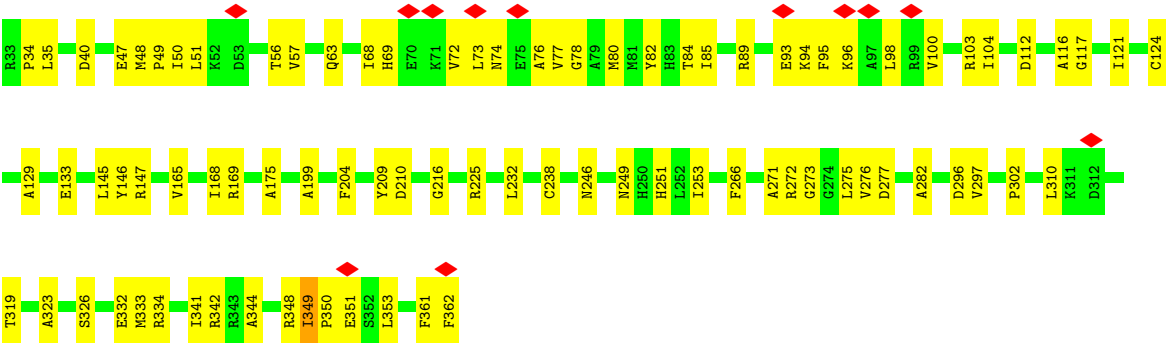 R33 P34 L35 D40 E47 M48 P49 I50 L51 K52 D53 T56 V57 Q63 I68 H69 E70 K71 V72 L73 N74 E75 A76 V77 G78 A79 M80 M81 Y82 H83 T84 I85 R89 E93 K94 F95 K96 A97 L98 R99 V100 R103 I104 D112 A116 G117 I121 C124
A129 E133 L145 Y146 R147 V165 I168 R169 A175 A199 F204 Y209 D210 G216 R225 L232 C238 N246 N249 H250 H251 L252 I253 F266 A271 R272 G273 G274 L275 V276 D277 A282 D296 V297 P302 L310 K311 D312
T319 A323 S326 E332 M333 R334 I341 R342 R343 A344 R348 I349 P350 E351 S352 L353 F361 F362